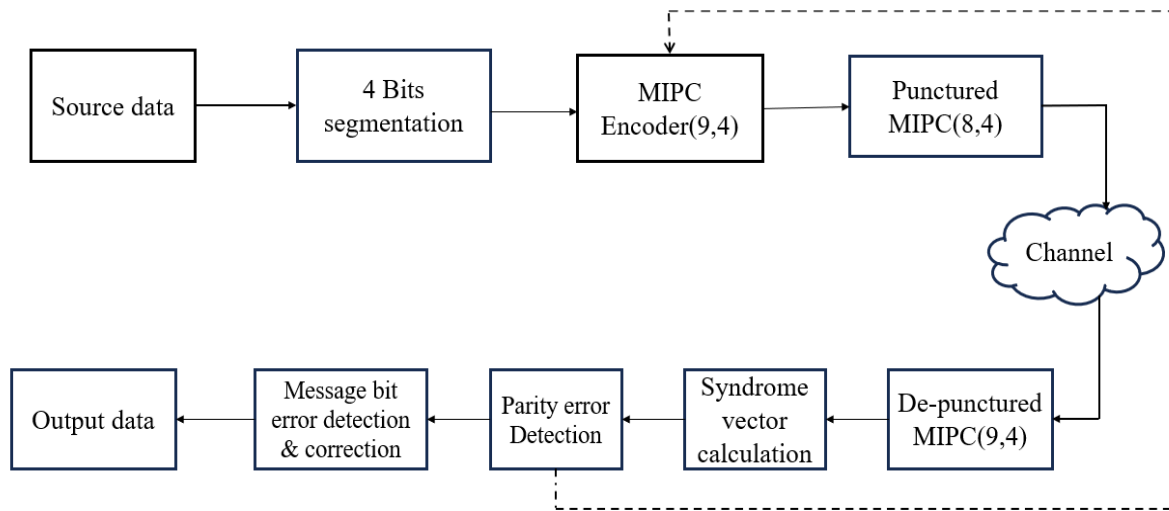 Source data
4 Bits
segmentation
MIPC
Encoder(9,4)
Punctured
MIPC(8,4)
Channel
Output data
Message bit
error detection
& correction
Parity error
Detection
Syndrome
vector
calculation
De-punctured
MIPC(9,4)